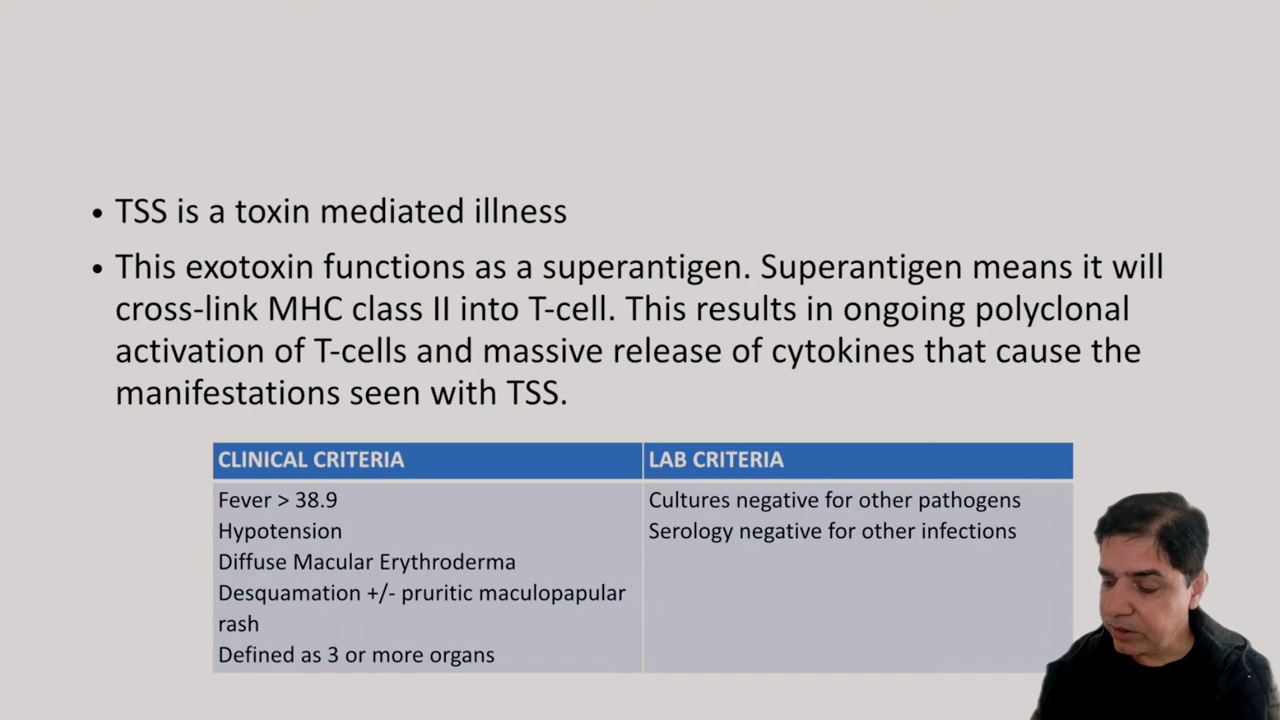 • TSS is a toxin mediated illness
• This exotoxin functions as a superantigen. Superantigen means it will
cross-link MHC class II into T-cell. This results in ongoing polyclonal
activation of T-cells and massive release of cytokines that cause the
manifestations seen with TSS.
CLINICAL CRITERIA
Fever > 38.9
Hypotension
Diffuse Macular Erythroderma
Desquamation +/- pruritic maculopapular
rash
Defined as 3 or more organs
LAB CRITERIA
Cultures negative for other pathogens
Serology negative for other infections